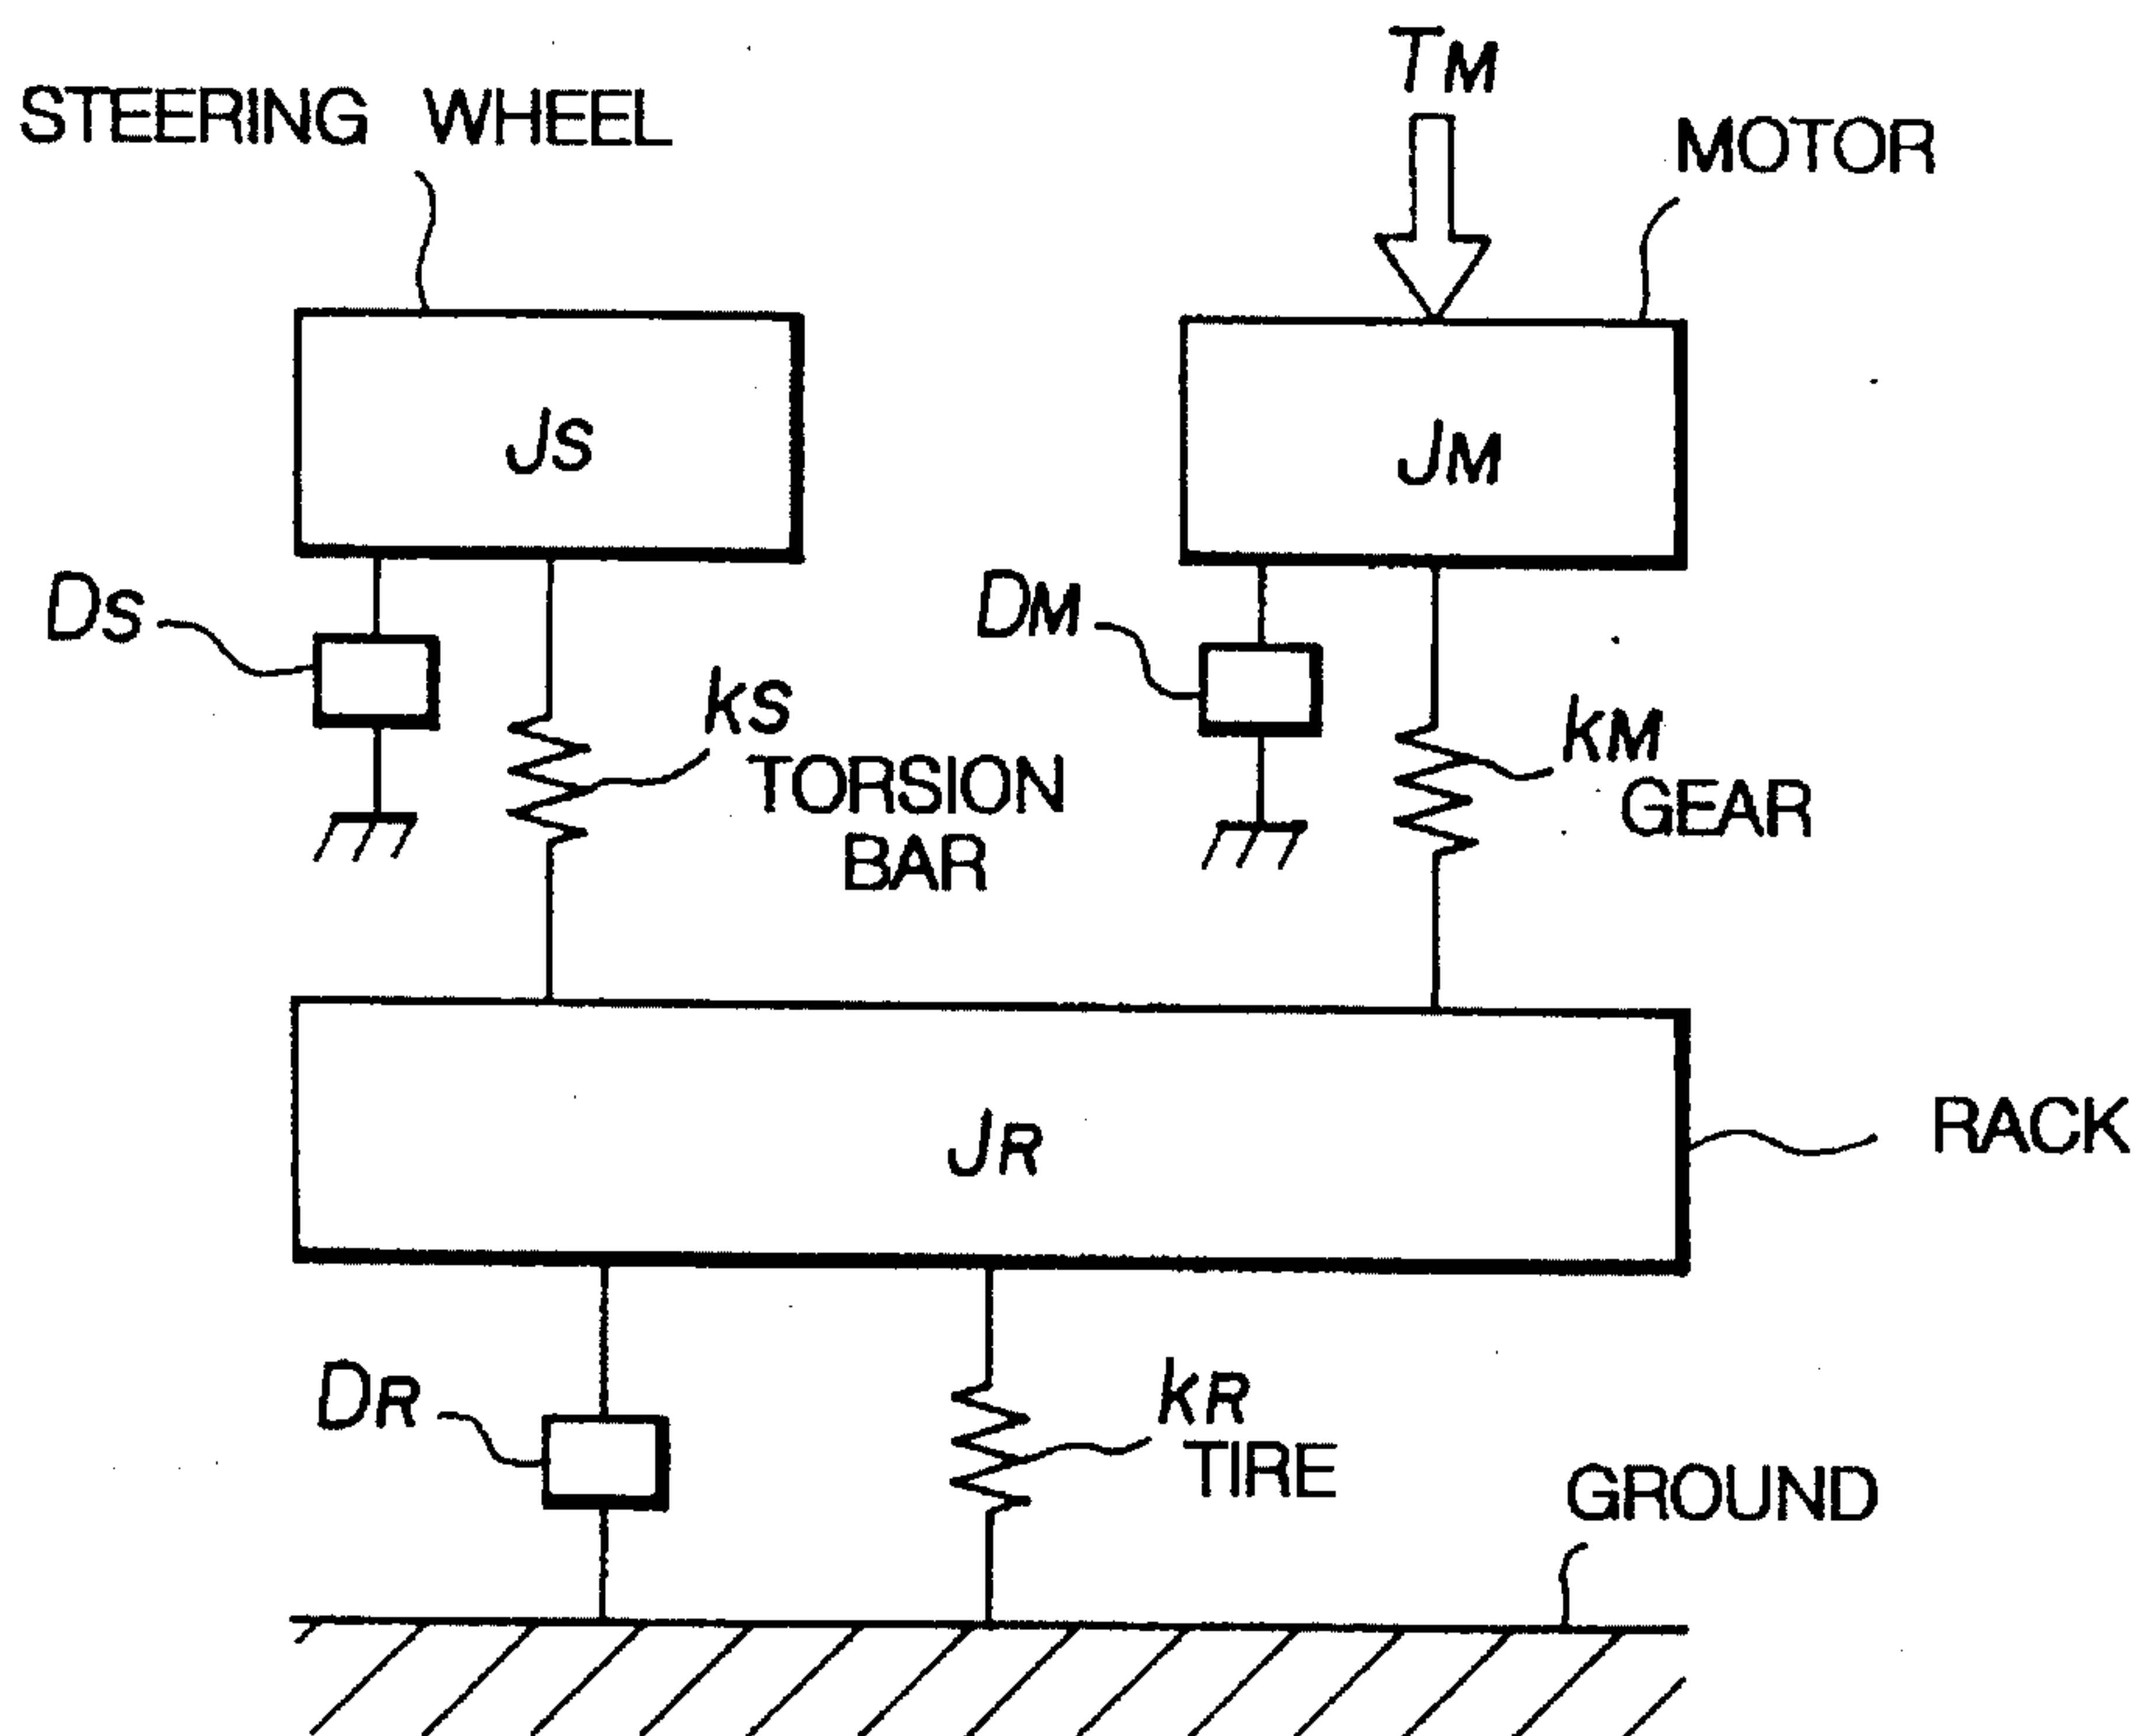 TM
STEERING WHEEL
MOTOR
JS
JM
DS
DM
kS
TORSION
BAR
kM
GEAR
JR
RACK
DR
kR
TIRE
GROUND